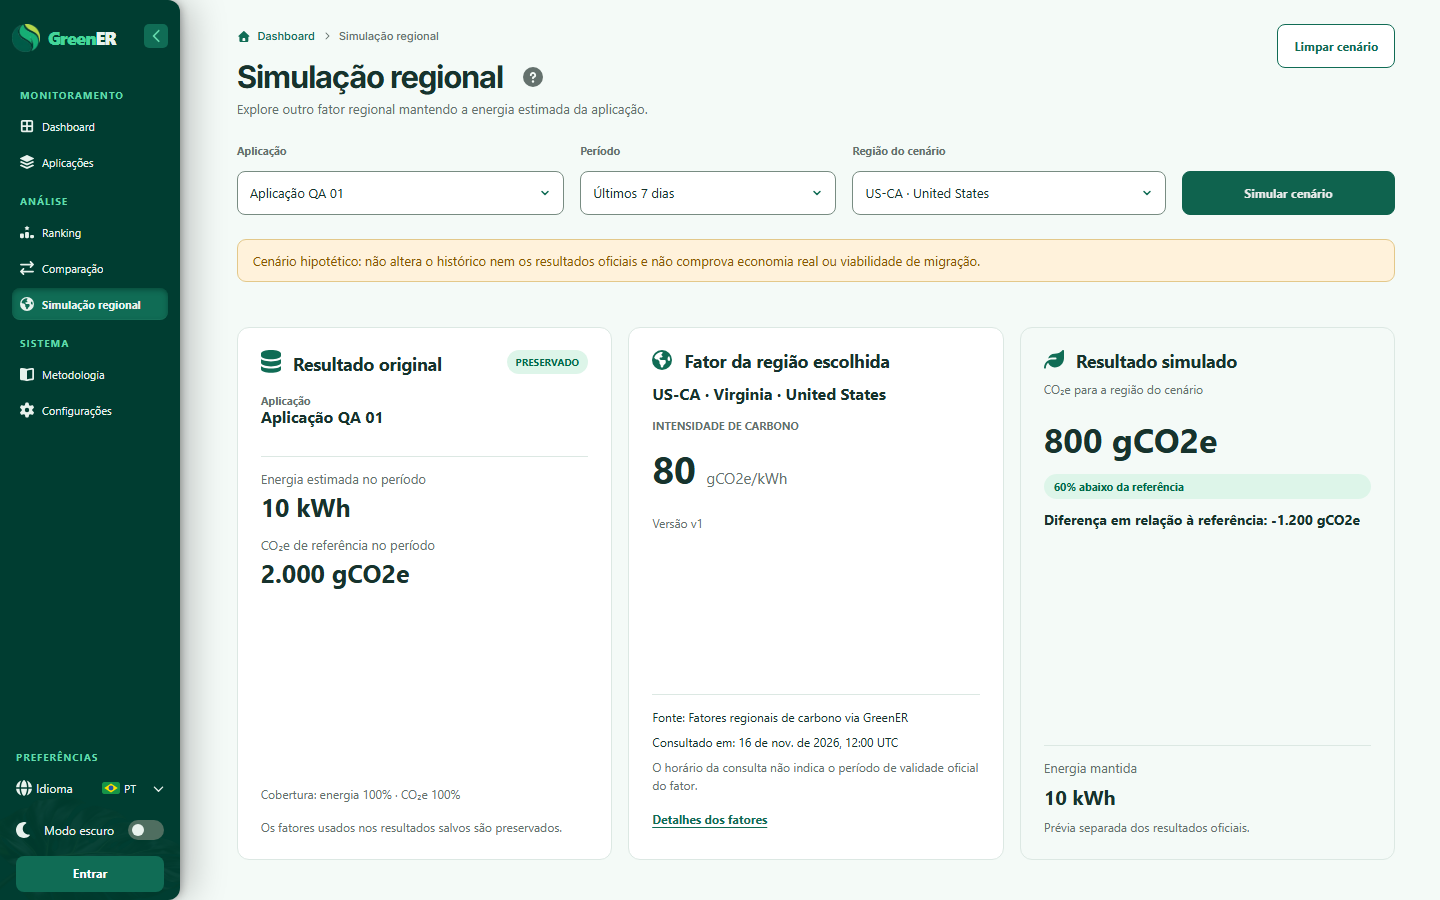 GreenER
MONITORAMENTO
Dashboard
Aplicações
ANÁLISE
Ranking
Comparação
Simulação regional
SISTEMA
Metodologia
Configurações
PREFERÊNCIAS
Idioma
PT
Modo escuro
Entrar
Dashboard > Simulação regional
Limpar cenário
Simulação regional ?
Explore outro fator regional mantendo a energia estimada da aplicação.
Aplicação
Aplicação QA 01
Período
Últimos 7 dias
Região do cenário
US-CA · United States
Simular cenário
Cenário hipotético: não altera o histórico nem os resultados oficiais e não comprova economia real ou viabilidade de migração.
Resultado original
PRESERVADO
Aplicação
Aplicação QA 01
Energia estimada no período
10 kWh
CO₂e de referência no período
2.000 gCO2e
Cobertura: energia 100% · CO₂e 100%
Os fatores usados nos resultados salvos são preservados.
Fator da região escolhida
US-CA · Virginia · United States
INTENSIDADE DE CARBONO
80 gCO2e/kWh
Versão v1
Fonte: Fatores regionais de carbono via GreenER
Consultado em: 16 de nov. de 2026, 12:00 UTC
O horário da consulta não indica o período de validade oficial
do fator.
Detalhes dos fatores
Resultado simulado
CO₂e para a região do cenário
800 gCO2e
60% abaixo da referência
Diferença em relação à referência: -1.200 gCO2e
Energia mantida
10 kWh
Prévia separada dos resultados oficiais.